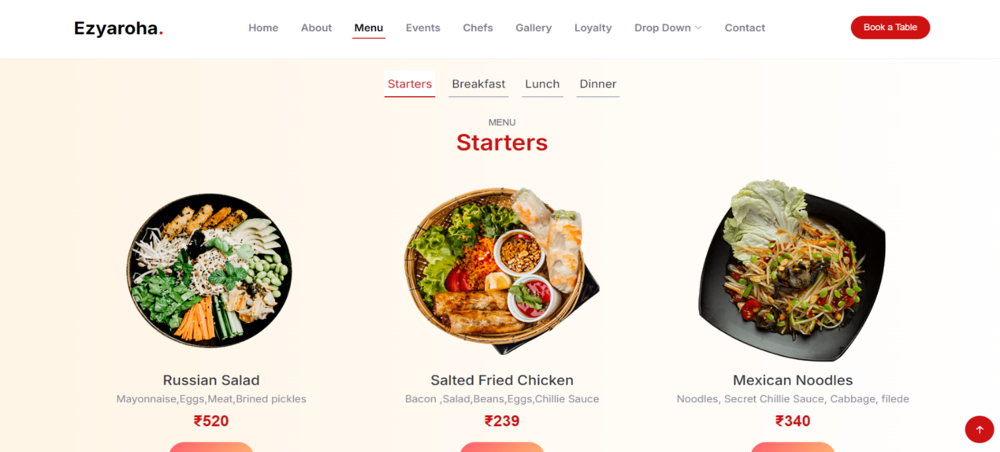 Ezyaroha.
Home About Menu Events Chefs Gallery Loyalty Drop Down Contact
Book a Table
Starters Breakfast Lunch Dinner
MENU
Starters
Russian Salad
Mayonnaise,Eggs,Meat,Brined pickles
₹520
Salted Fried Chicken
Bacon ,Salad,Beans,Eggs,Chillie Sauce
₹239
Mexican Noodles
Noodles, Secret Chillie Sauce, Cabbage, filede
₹340